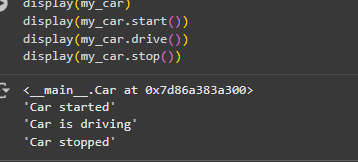 display(my_car)
display(my_car.start())
display(my_car.drive())
display(my_car.stop())
<__main__.Car at 0x7d86a383a300>
'Car started'
'Car is driving'
'Car stopped'